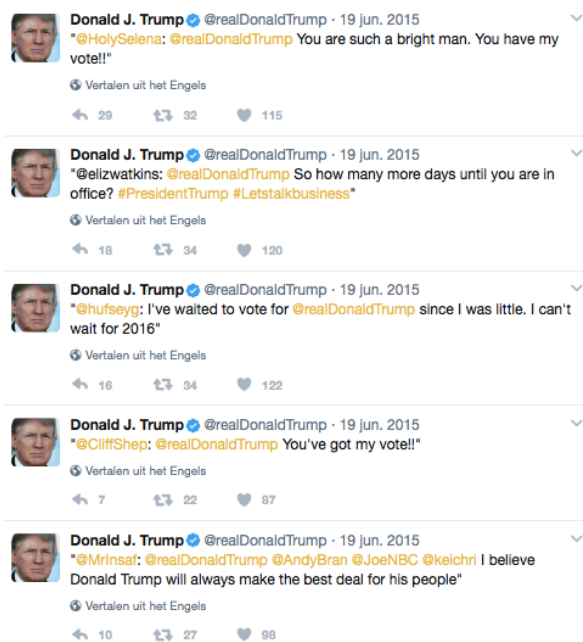 Donald J. Trump @realDonaldTrump · 19 jun. 2015
"@HolySelena: @realDonaldTrump You are such a bright man. You have my
vote!!"
Vertalen uit het Engels
29 32 115
Donald J. Trump @realDonaldTrump · 19 jun. 2015
"@elizwatkins: @realDonaldTrump So how many more days until you are in
office? #PresidentTrump #Letstalkbusiness"
Vertalen uit het Engels
18 34 120
Donald J. Trump @realDonaldTrump · 19 jun. 2015
"@hufseyg: I've waited to vote for @realDonaldTrump since I was little. I can't
wait for 2016"
Vertalen uit het Engels
16 34 122
Donald J. Trump @realDonaldTrump · 19 jun. 2015
"@CliffShep: @realDonaldTrump You've got my vote!!"
Vertalen uit het Engels
7 22 87
Donald J. Trump @realDonaldTrump · 19 jun. 2015
"@MrInsaf: @realDonaldTrump @AndyBran @JoeNBC @keichri I believe
Donald Trump will always make the best deal for his people"
Vertalen uit het Engels
10 27 98